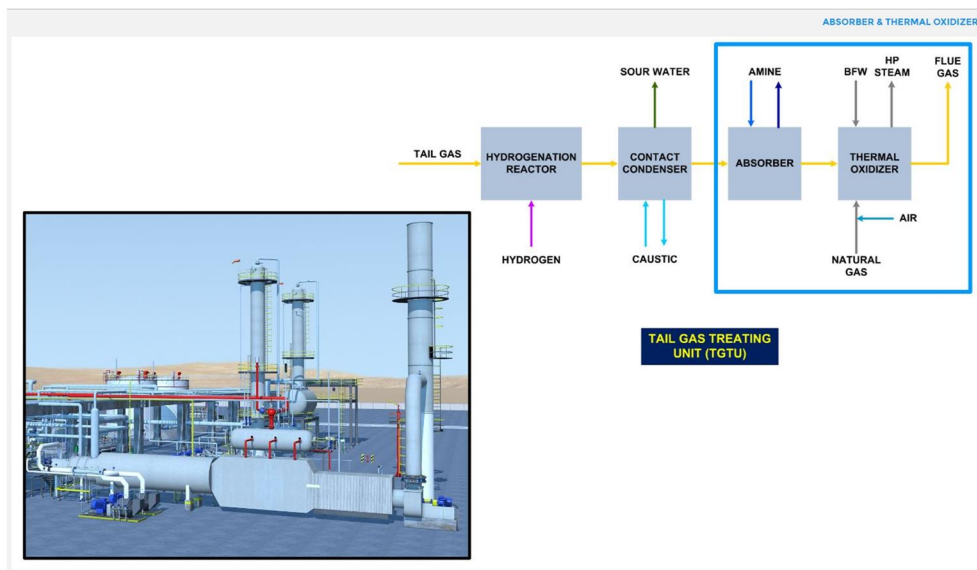 ABSORBER & THERMAL OXIDIZER
SOUR WATER
AMINE
BFW
HP
STEAM
FLUE
GAS
TAIL GAS
HYDROGENATION
REACTOR
CONTACT
CONDENSER
ABSORBER
THERMAL
OXIDIZER
AIR
HYDROGEN
CAUSTIC
NATURAL
GAS
TAIL GAS TREATING
UNIT (TGTU)